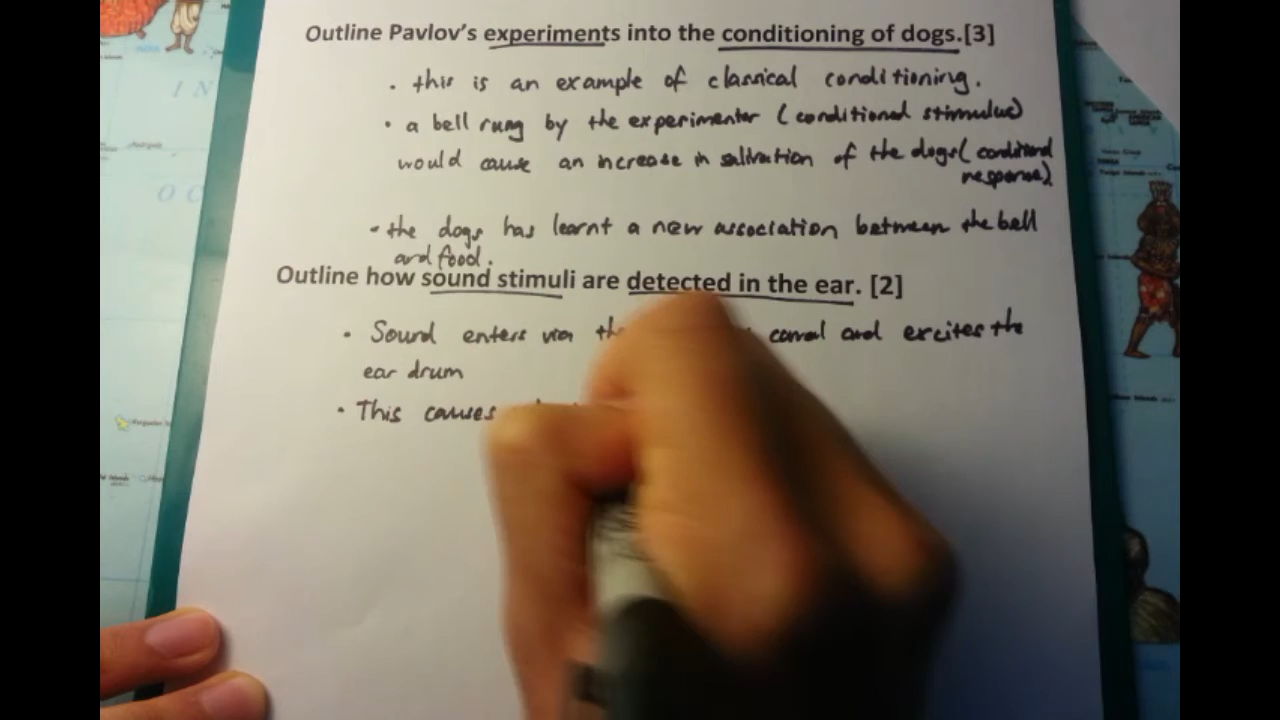 Outline Pavlov's experiments into the conditioning of dogs.[3]
. this is an example of classical conditioning.
• a bell rung by the experimenter (conditional stimulus)
would cause an increase in salivation of the dogs (conditional
response).
• the dogs has learnt a new association between the bell
and food.
Outline how sound stimuli are detected in the ear. [2]
• Sound enters via canal and excites the
ear drum
• This causes
I N
O C